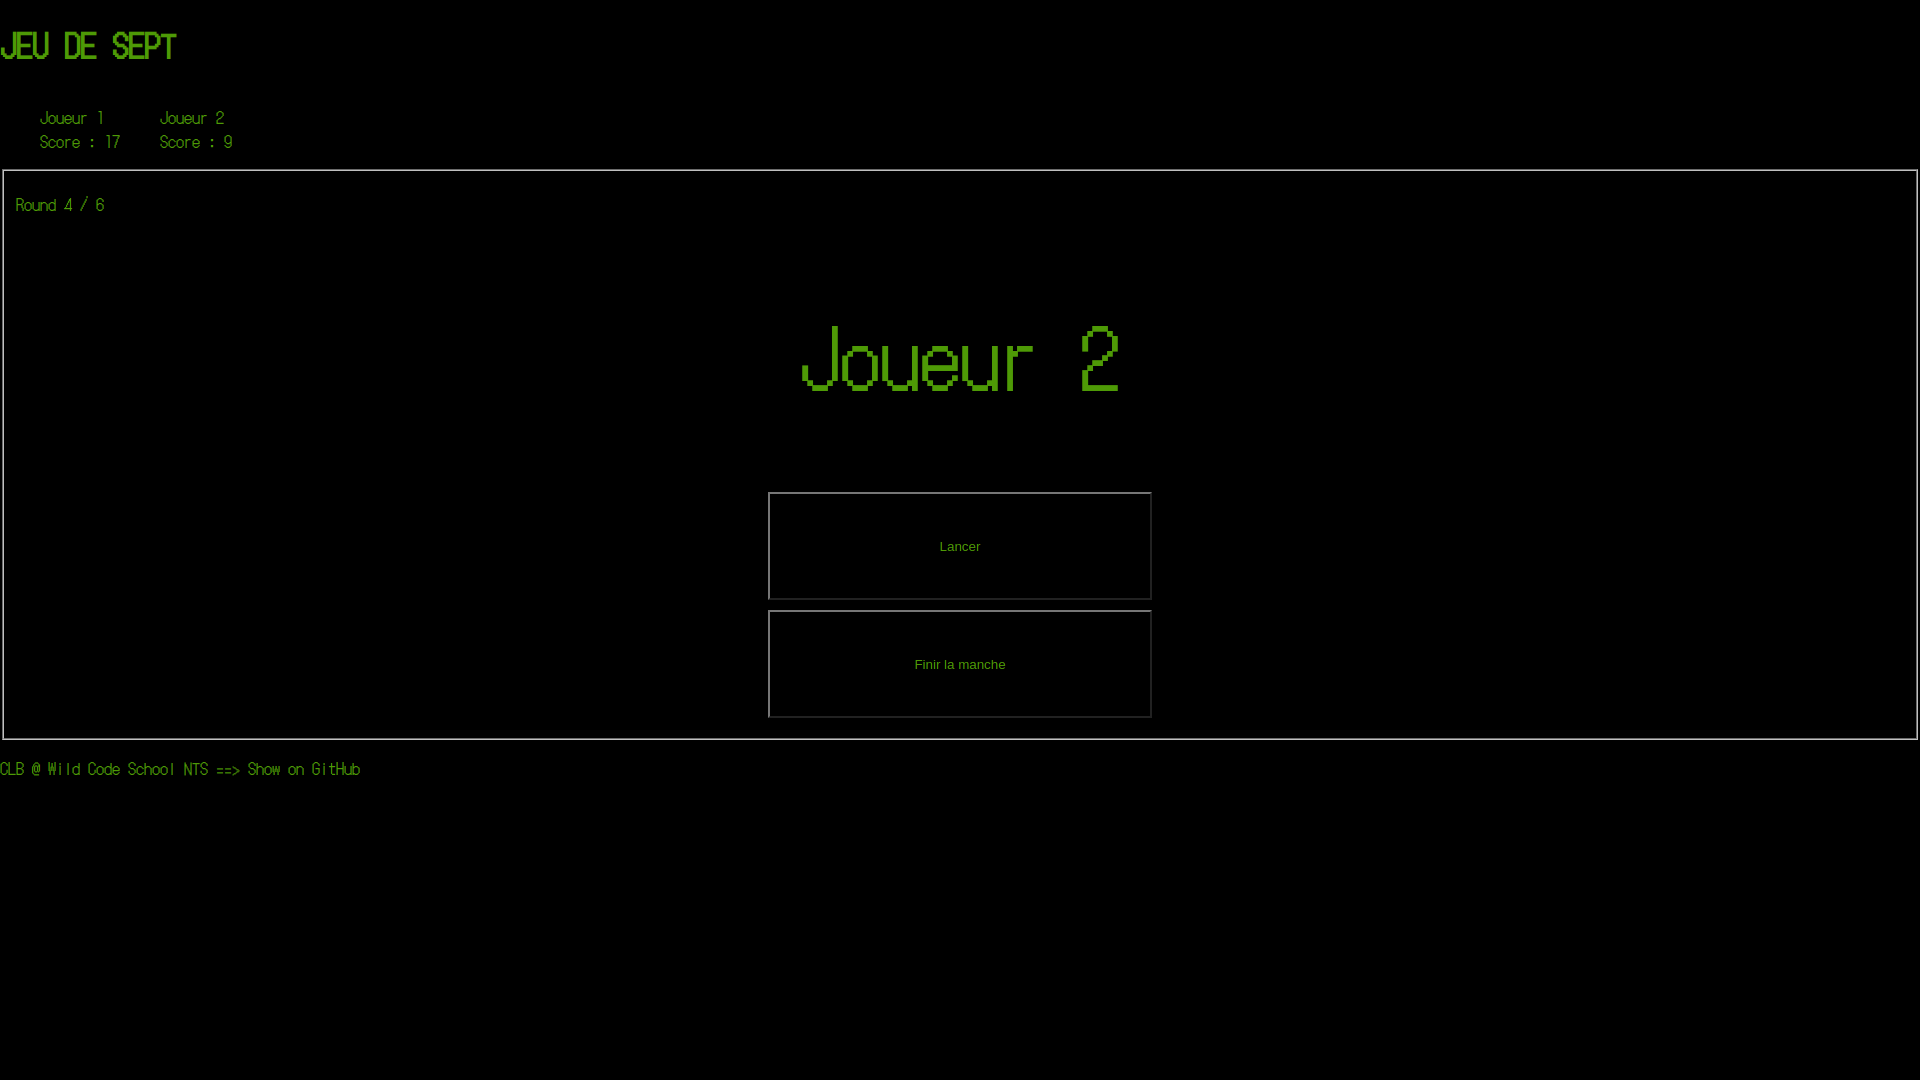 JEU DE SEPT
Joueur 1
Score : 17
Joueur 2
Score : 9
Round 4 / 6
Joueur 2
Lancer
Finir la manche
CLB @ Wild Code School NTS ==> Show on GitHub